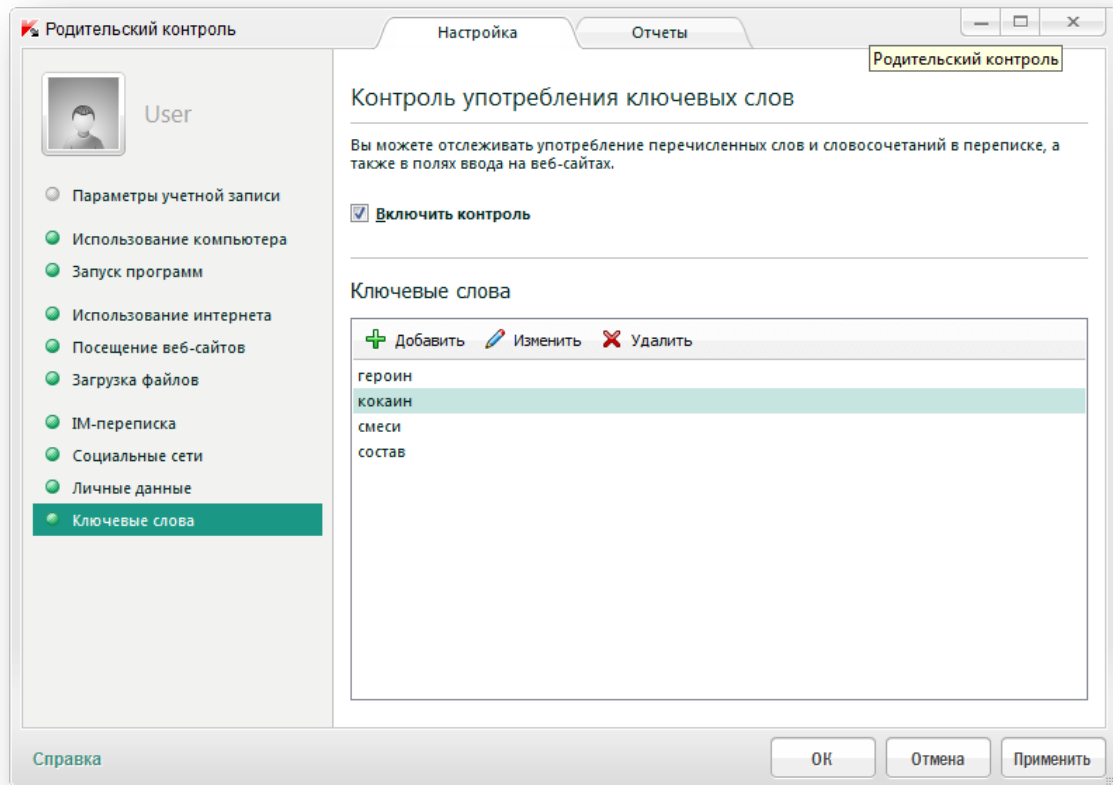 Родительский контроль
Настройка
Отчеты
Родительский контроль
User
Параметры учетной записи
Использование компьютера
Запуск программ
Использование интернета
Посещение веб-сайтов
Загрузка файлов
IM-переписка
Социальные сети
Личные данные
Ключевые слова
Контроль употребления ключевых слов
Вы можете отслеживать употребление перечисленных слов и словосочетаний в переписке, а
также в полях ввода на веб-сайтах.
Включить контроль
Ключевые слова
Добавить Изменить Удалить
героин
кокаин
смеси
состав
Справка
ОК Отмена Применить